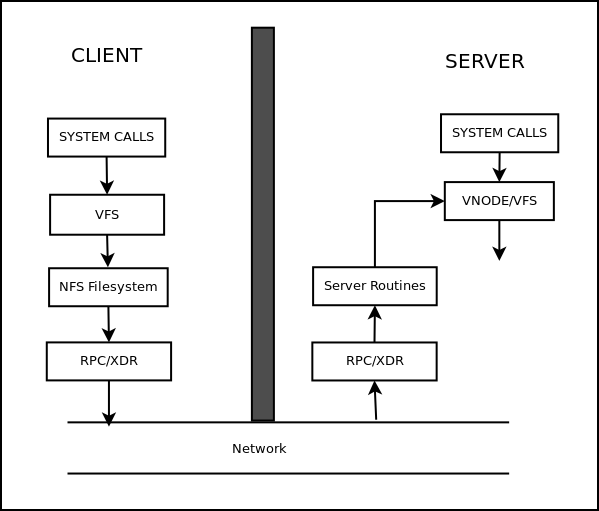 CLIENT
SYSTEM CALLS
VFS
NFS Filesystem
RPC/XDR
SERVER
SYSTEM CALLS
VNODE/VFS
Server Routines
RPC/XDR
Network